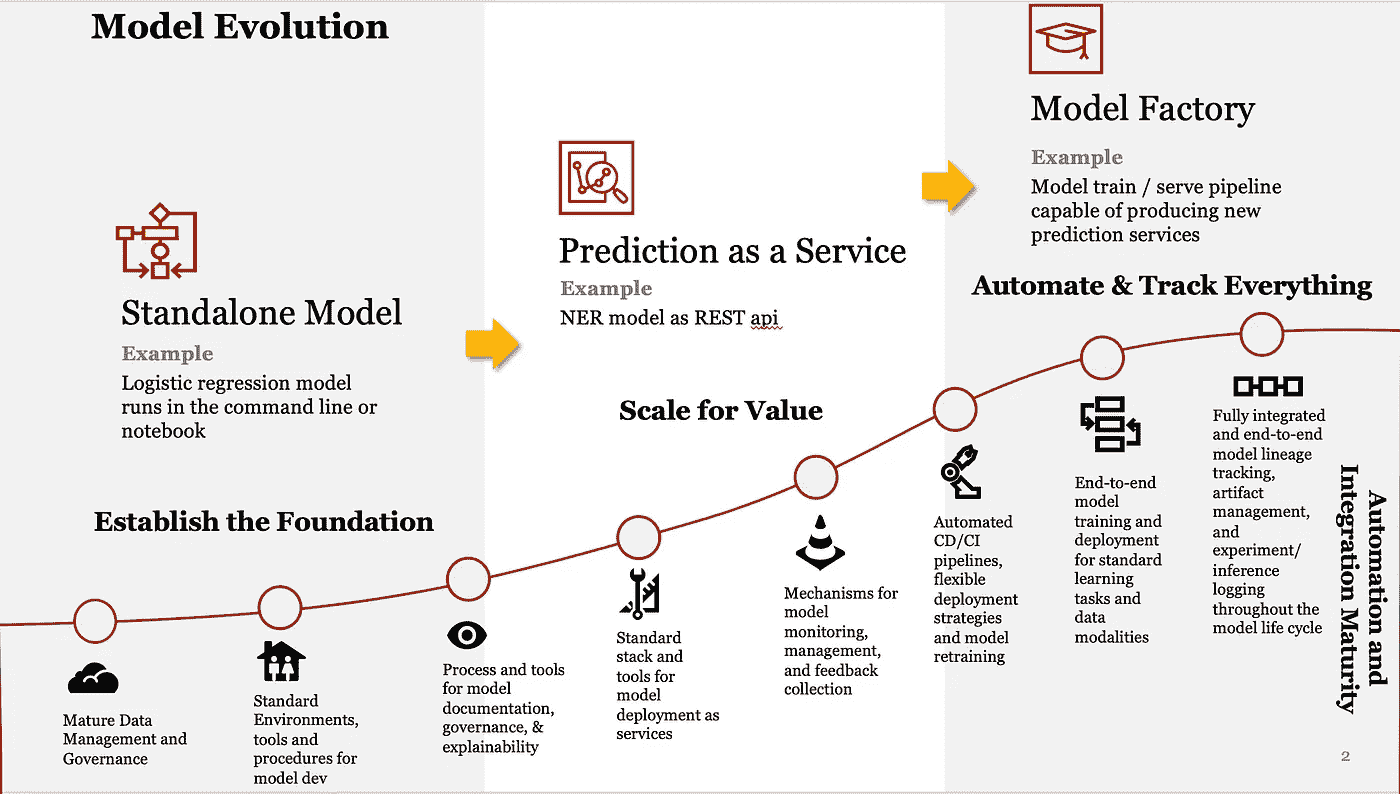 Model Evolution
Standalone Model
Example
Logistic regression model
runs in the command line or
notebook
Establish the Foundation
Prediction as a Service
Example
NER model as REST api
Scale for Value
Model Factory
Example
Model train / serve pipeline
capable of producing new
prediction services
Automate & Track Everything
Mature Data
Management and
Governance
Standard
Environments,
tools and
procedures for
model dev
Process and tools
for model
documentation,
governance, &
explainability
Standard
stack and
tools for
model
deployment as
services
Mechanisms for
model
monitoring,
management,
and feedback
collection
Automated
CD/CI
pipelines,
flexible
deployment
strategies
and model
retraining
End-to-end
model
training and
deployment
for standard
learning
tasks and
data
modalities
Fully integrated
and end-to-end
model lineage
tracking,
artifact
management,
and
experiment/
inference
logging
throughout the
model life cycle
Automation and
Integration Maturity
2